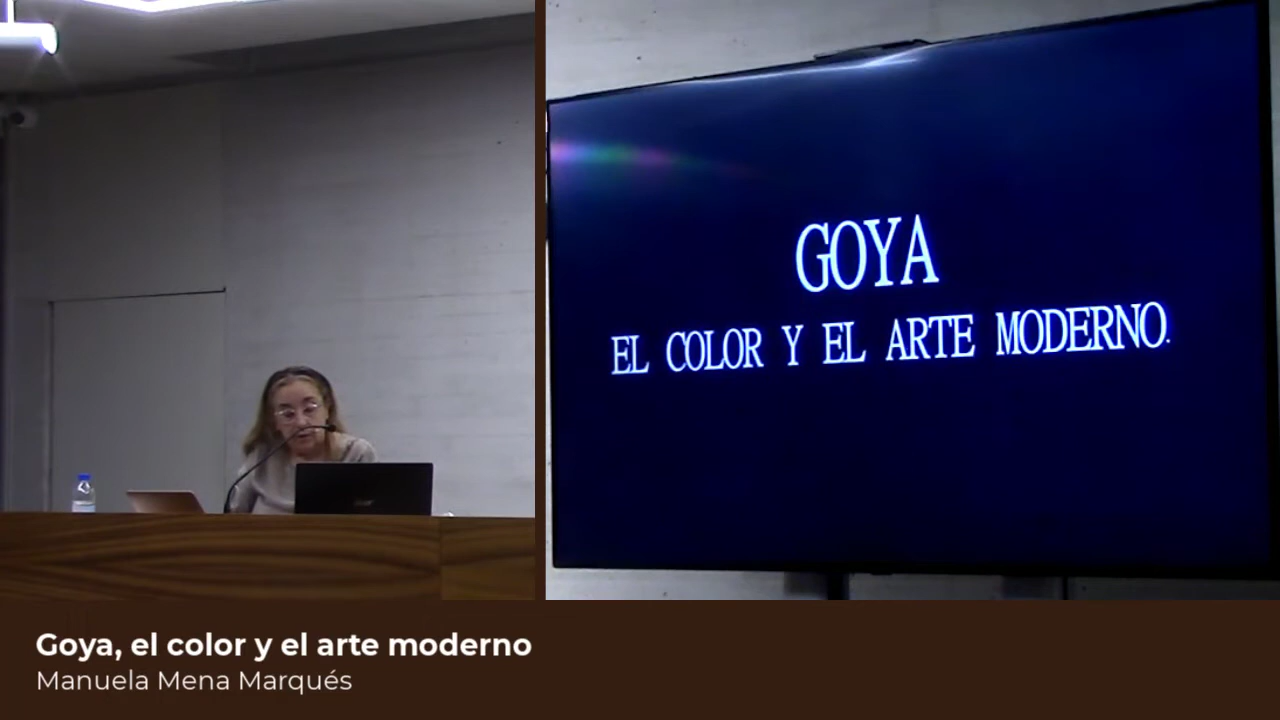 GOYA
EL COLOR Y EL ARTE MODERNO.
Goya, el color y el arte moderno
Manuela Mena Marqués